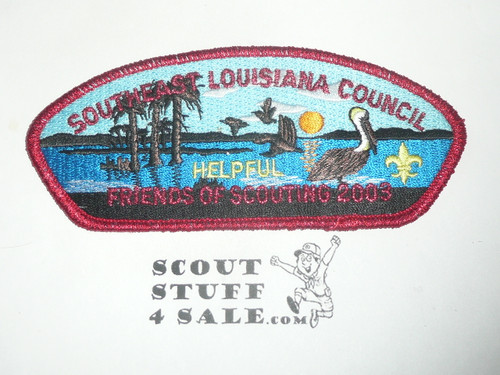 SOUTHEAST LOUISIANA COUNCIL
HELPFUL
FRIENDS OF SCOUTING 2003
SCOUT
STUFF
4 SALE.COM